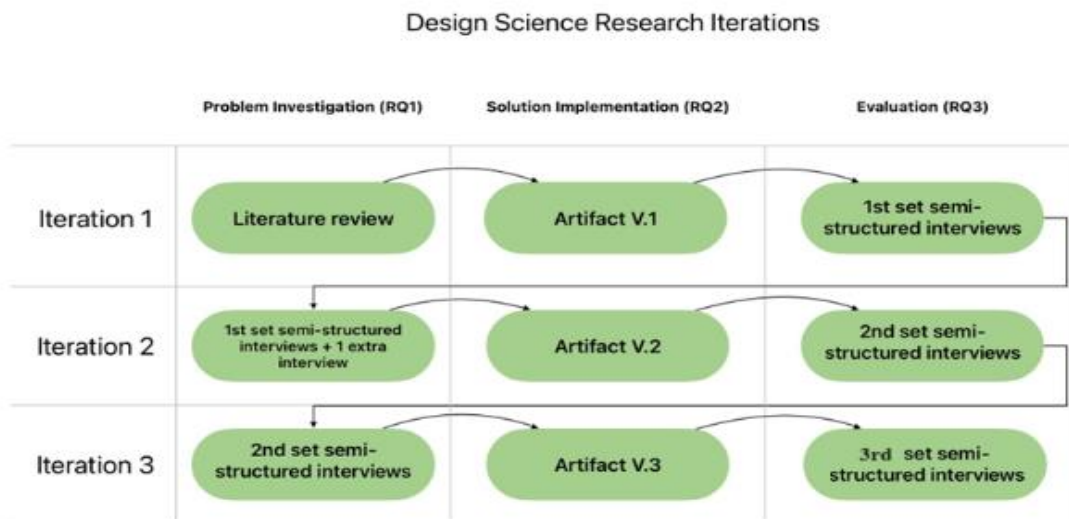 Design Science Research Iterations
Problem Investigation (RQ1)
Solution Implementation (RQ2)
Evaluation (RQ3)
Iteration 1
Literature review
Artifact V.1
1st set semi-
structured interviews
Iteration 2
1st set semi-structured
interviews + 1 extra
interview
Artifact V.2
2nd set semi-
structured interviews
Iteration 3
2nd set semi-
structured interviews
Artifact V.3
3rd set semi-
structured interviews